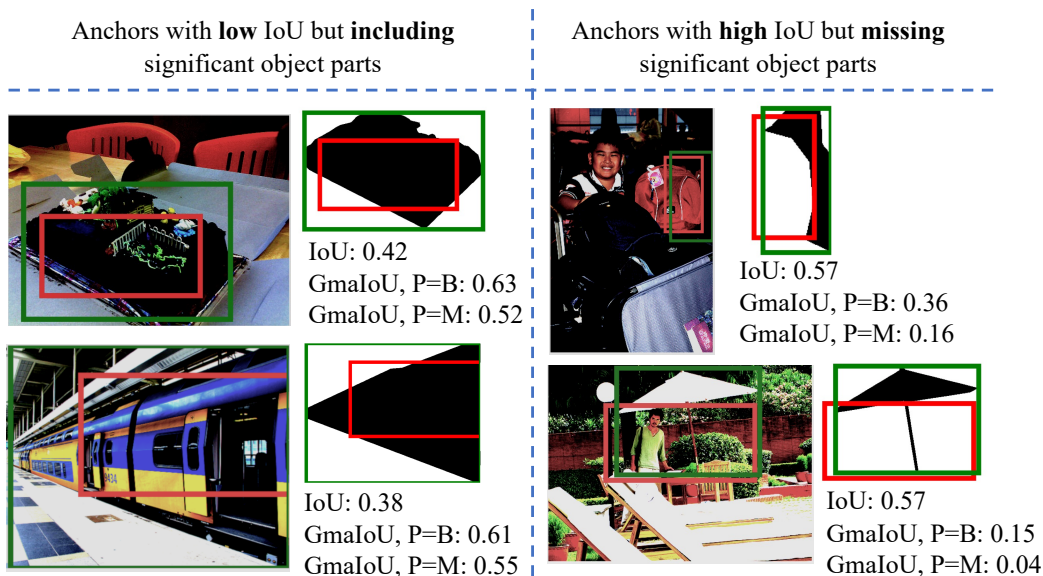 Anchors with low IoU but including
significant object parts
Anchors with high IoU but missing
significant object parts
IoU: 0.42
GmaIoU, P=B: 0.63
GmaIoU, P=M: 0.52
IoU: 0.57
GmaIoU, P=B: 0.36
GmaIoU, P=M: 0.16
9434
IoU: 0.38
GmaIoU, P=B: 0.61
GmaIoU, P=M: 0.55
IoU: 0.57
GmaIoU, P=B: 0.15
GmaIoU, P=M: 0.04